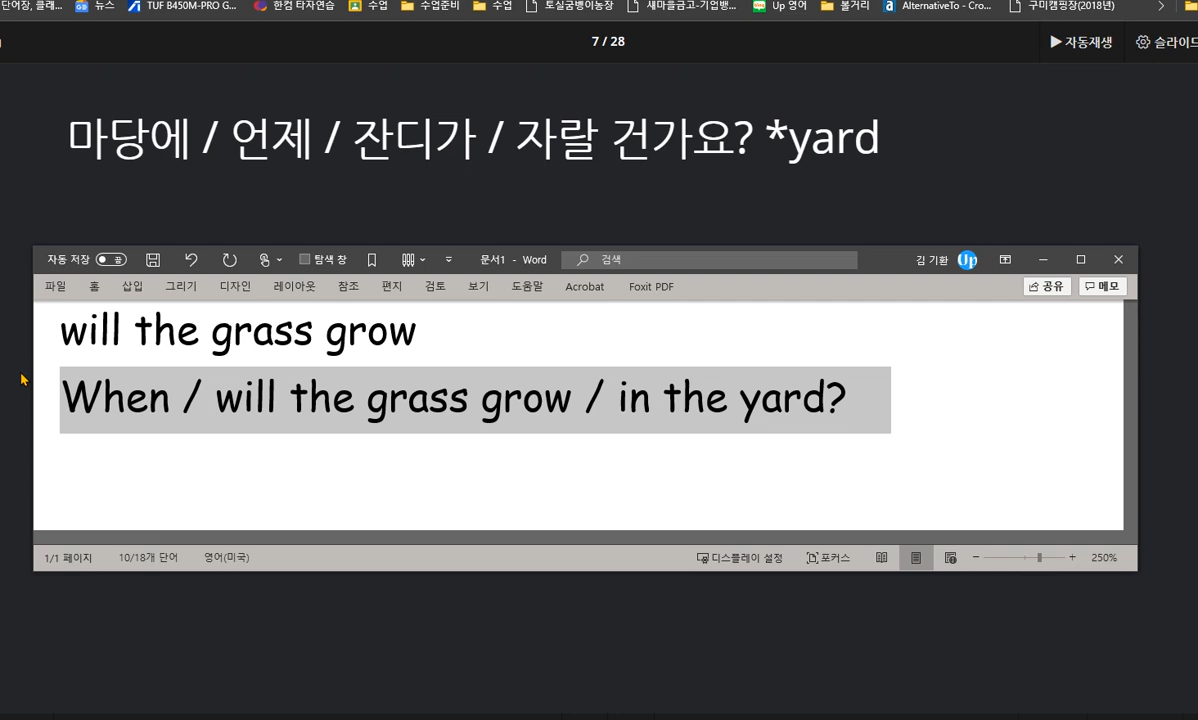 단어장, 클래... 뉴스 TUF B450M-PRO G... 한컴 타자연습 수업 수업준비 수업 토실굼벵이농장 새마을금고-기업뱅... Up 영어 볼거리 AlternativeTo - Cro... 구미캠핑장(2018년)
7 / 28 자동재생 슬라이드
마당에 / 언제 / 잔디가 / 자랄 건가요? *yard
자동 저장 끔 탐색 창 문서1 - Word 검색 김 기환 Up
파일 홈 삽입 그리기 디자인 레이아웃 참조 편지 검토 보기 도움말 Acrobat Foxit PDF 공유 메모
will the grass grow
When / will the grass grow / in the yard?
1/1 페이지 10/18개 단어 영어(미국) 디스플레이 설정 포커스 − + 250%